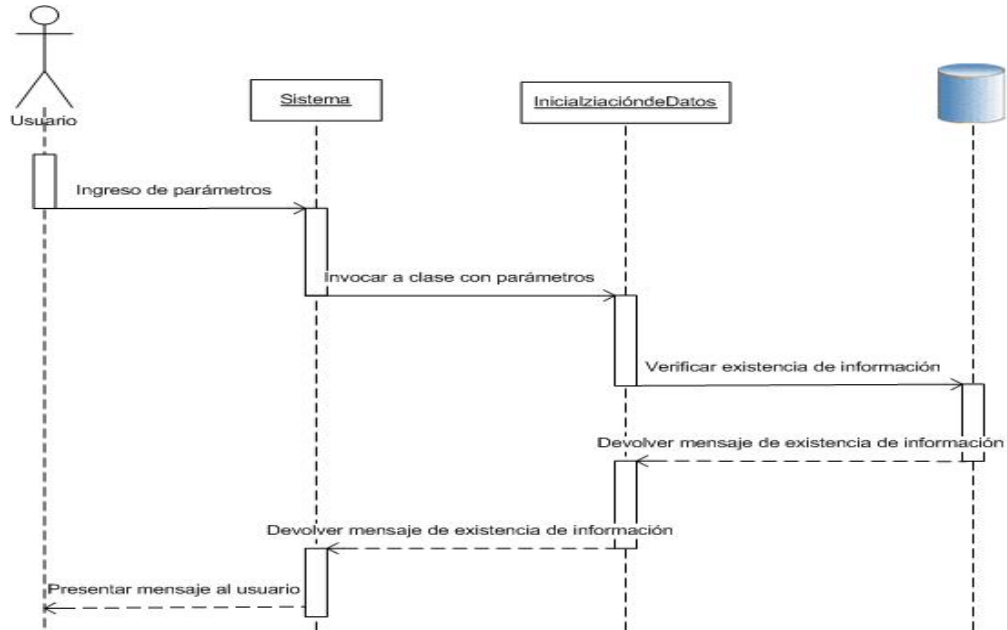 Usuario
Sistema
InicialziacióndeDatos
Ingreso de parámetros
Invocar a clase con parámetros
Verificar existencia de información
Devolver mensaje de existencia de información
Devolver mensaje de existencia de información
Presentar mensaje al usuario